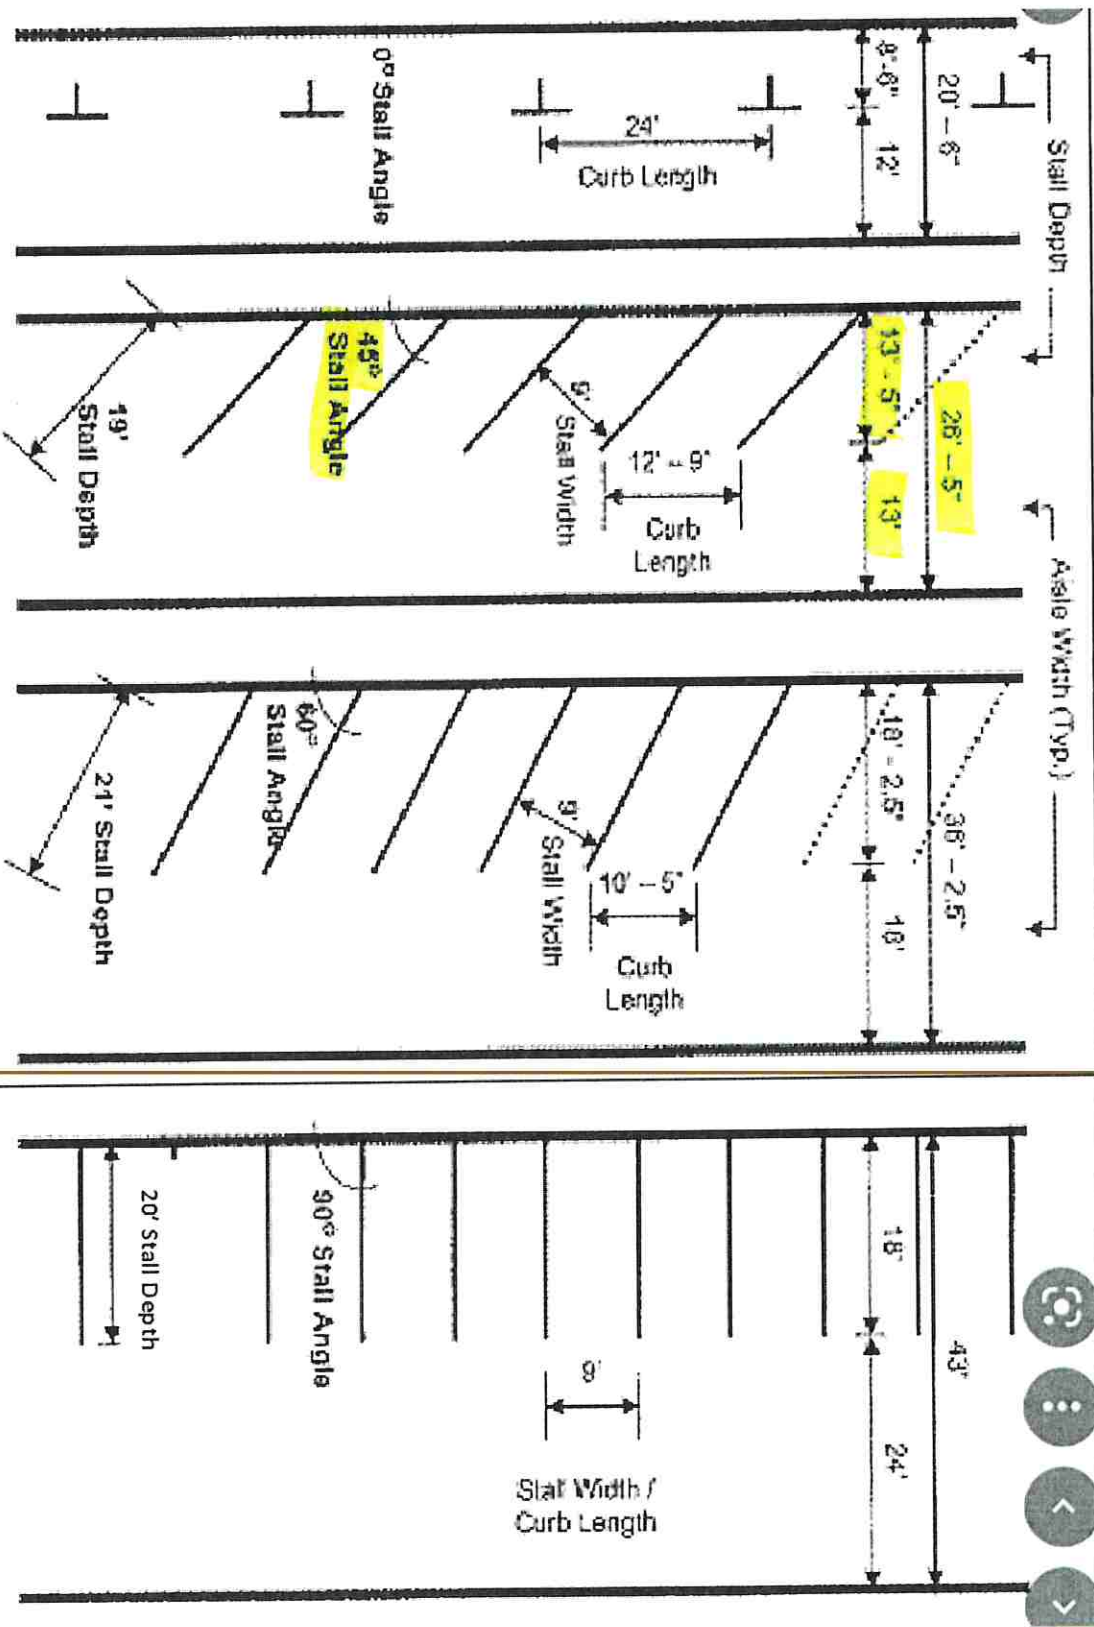 Stall Depth
Aisle Width (Typ.)
20' – 6"
8'-6"
12'
24'
Curb Length
0° Stall Angle
26' – 5"
13' – 5"
13'
12' – 9"
Curb
Length
9'
Stall Width
45°
Stall Angle
19'
Stall Depth
36' – 2.5"
18' – 2.5"
18'
10' – 5"
Curb
Length
9'
Stall Width
60°
Stall Angle
21' Stall Depth
43'
24'
9'
Stall Width /
Curb Length
90° Stall Angle
20' Stall Depth